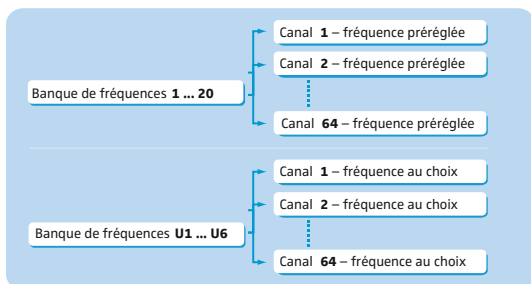 Canal 1 – fréquence préréglée
Canal 2 – fréquence préréglée
Banque de fréquences 1 ... 20
Canal 64 – fréquence préréglée
Canal 1 – fréquence au choix
Canal 2 – fréquence au choix
Banque de fréquences U1 ... U6
Canal 64 – fréquence au choix